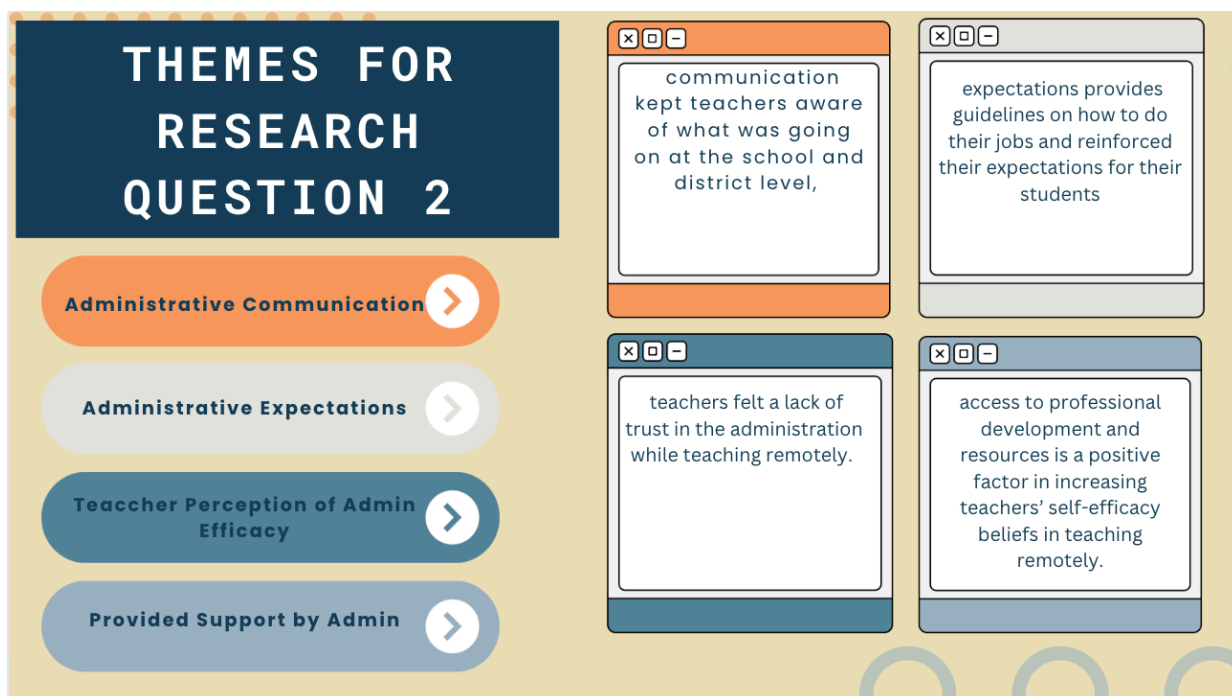 THEMES FOR
RESEARCH
QUESTION 2
Administrative Communication
Administrative Expectations
Teaccher Perception of Admin
Efficacy
Provided Support by Admin
communication
kept teachers aware
of what was going
on at the school and
district level,
expectations provides
guidelines on how to do
their jobs and reinforced
their expectations for their
students
teachers felt a lack of
trust in the administration
while teaching remotely.
access to professional
development and
resources is a positive
factor in increasing
teachers’ self-efficacy
beliefs in teaching
remotely.